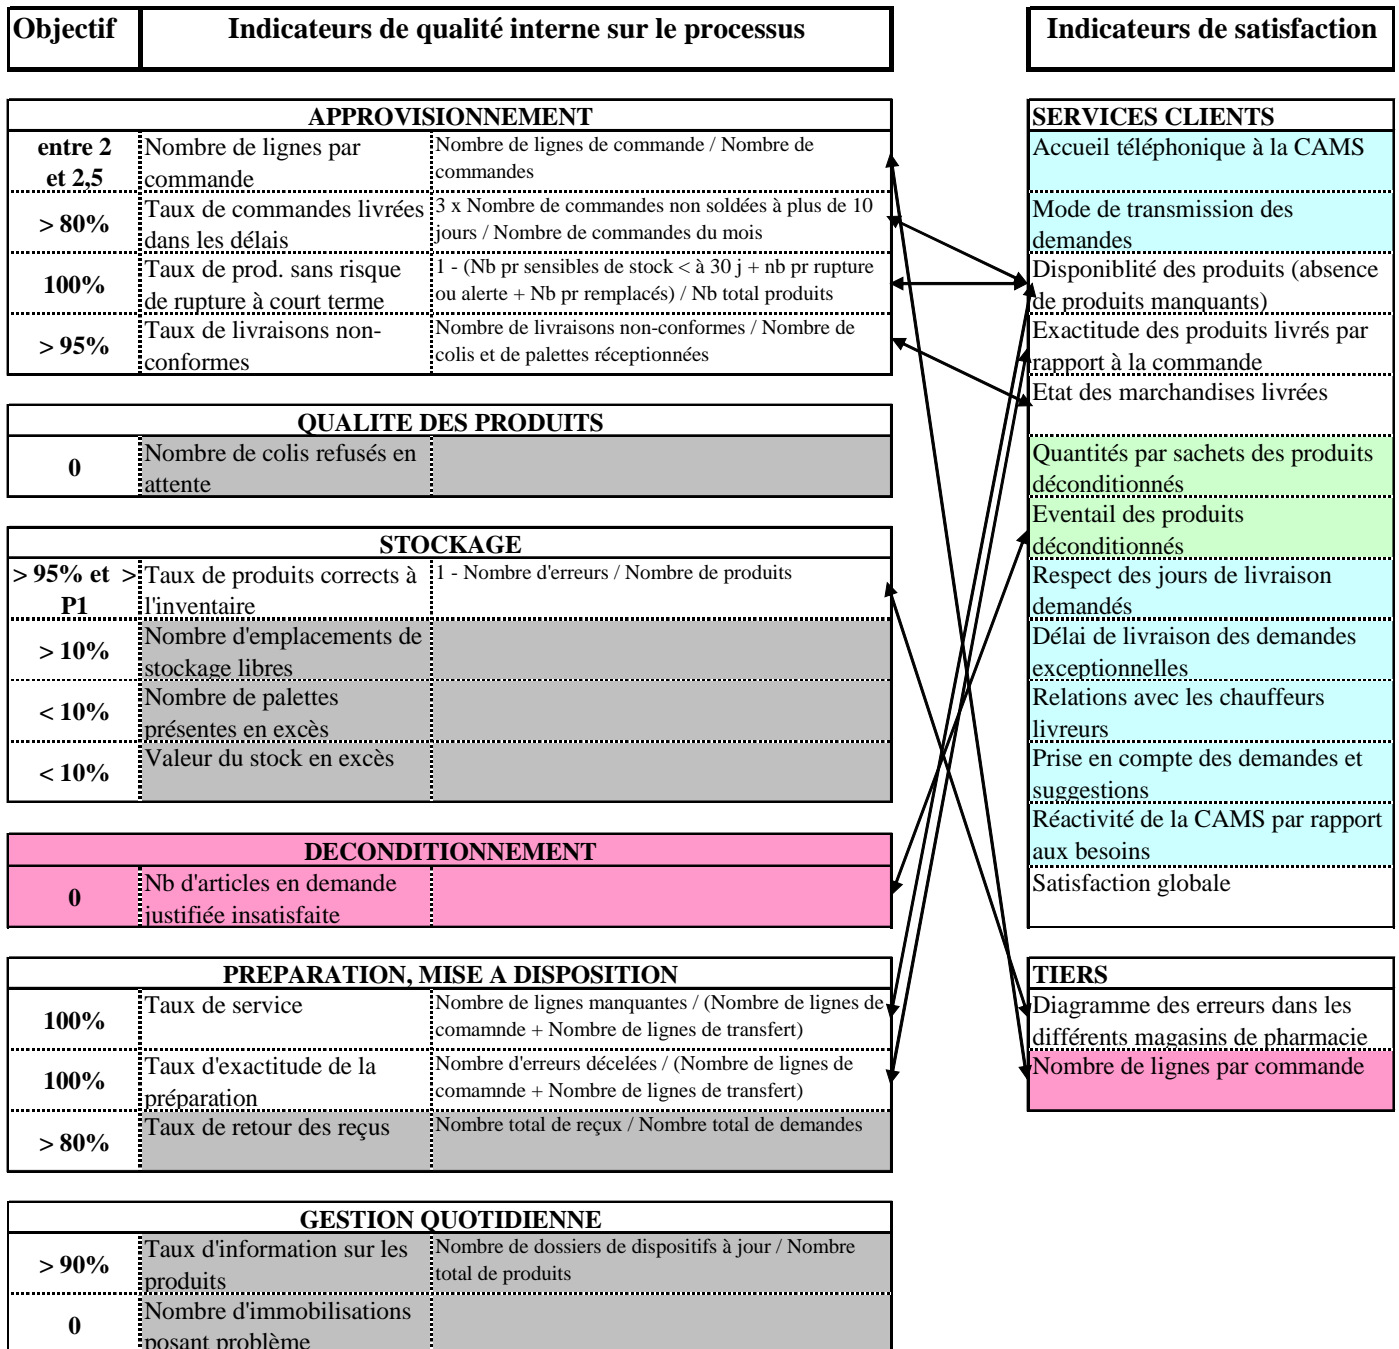 Objectif
Indicateurs de qualité interne sur le processus
Indicateurs de satisfaction
APPROVISIONNEMENT
entre 2
et 2,5
Nombre de lignes par
commande
Nombre de lignes de commande / Nombre de
commandes
> 80%
Taux de commandes livrées
dans les délais
3 x Nombre de commandes non soldées à plus de 10
jours / Nombre de commandes du mois
100%
Taux de prod. sans risque
de rupture à court terme
1 - (Nb pr sensibles de stock < à 30 j + nb pr rupture
ou alerte + Nb pr remplacés) / Nb total produits
> 95%
Taux de livraisons non-
conformes
Nombre de livraisons non-conformes / Nombre de
colis et de palettes réceptionnées
QUALITE DES PRODUITS
0
Nombre de colis refusés en
attente
STOCKAGE
> 95% et >
P1
Taux de produits corrects à
l'inventaire
1 - Nombre d'erreurs / Nombre de produits
> 10%
Nombre d'emplacements de
stockage libres
< 10%
Nombre de palettes
présentes en excès
< 10%
Valeur du stock en excès
DECONDITIONNEMENT
0
Nb d'articles en demande
justifiée insatisfaite
PREPARATION, MISE A DISPOSITION
100%
Taux de service
Nombre de lignes manquantes / (Nombre de lignes de
comamnde + Nombre de lignes de transfert)
100%
Taux d'exactitude de la
préparation
Nombre d'erreurs décelées / (Nombre de lignes de
comamnde + Nombre de lignes de transfert)
> 80%
Taux de retour des reçus
Nombre total de reçux / Nombre total de demandes
GESTION QUOTIDIENNE
> 90%
Taux d'information sur les
produits
Nombre de dossiers de dispositifs à jour / Nombre
total de produits
0
Nombre d'immobilisations
posant problème
SERVICES CLIENTS
Accueil téléphonique à la CAMS
Mode de transmission des
demandes
Disponiblité des produits (absence
de produits manquants)
Exactitude des produits livrés par
rapport à la commande
Etat des marchandises livrées
Quantités par sachets des produits
déconditionnés
Eventail des produits
déconditionnés
Respect des jours de livraison
demandés
Délai de livraison des demandes
exceptionnelles
Relations avec les chauffeurs
livreurs
Prise en compte des demandes et
suggestions
Réactivité de la CAMS par rapport
aux besoins
Satisfaction globale
TIERS
Diagramme des erreurs dans les
différents magasins de pharmacie
Nombre de lignes par commande